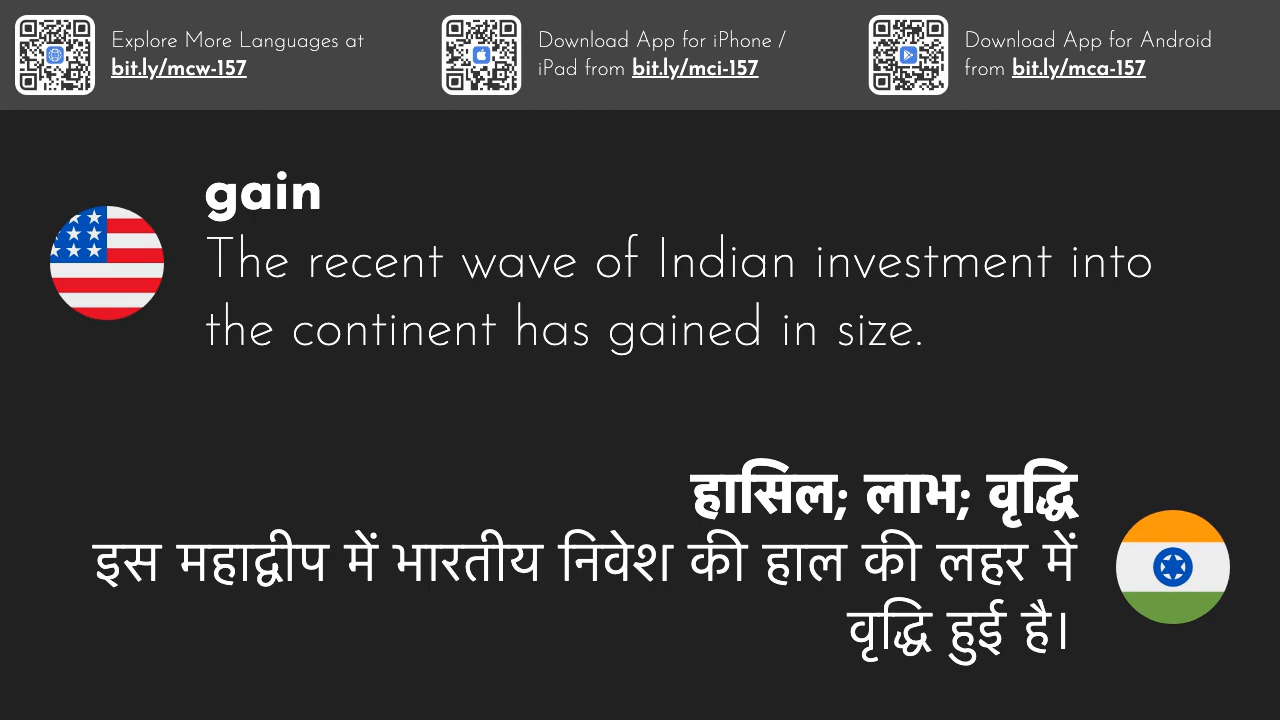 Explore More Languages at
bit.ly/mcw-157
Download App for iPhone /
iPad from bit.ly/mci-157
Download App for Android
from bit.ly/mca-157
gain
The recent wave of Indian investment into
the continent has gained in size.
हासिल; लाभ; वृद्धि
इस महाद्वीप में भारतीय निवेश की हाल की लहर में
वृद्धि हुई है।